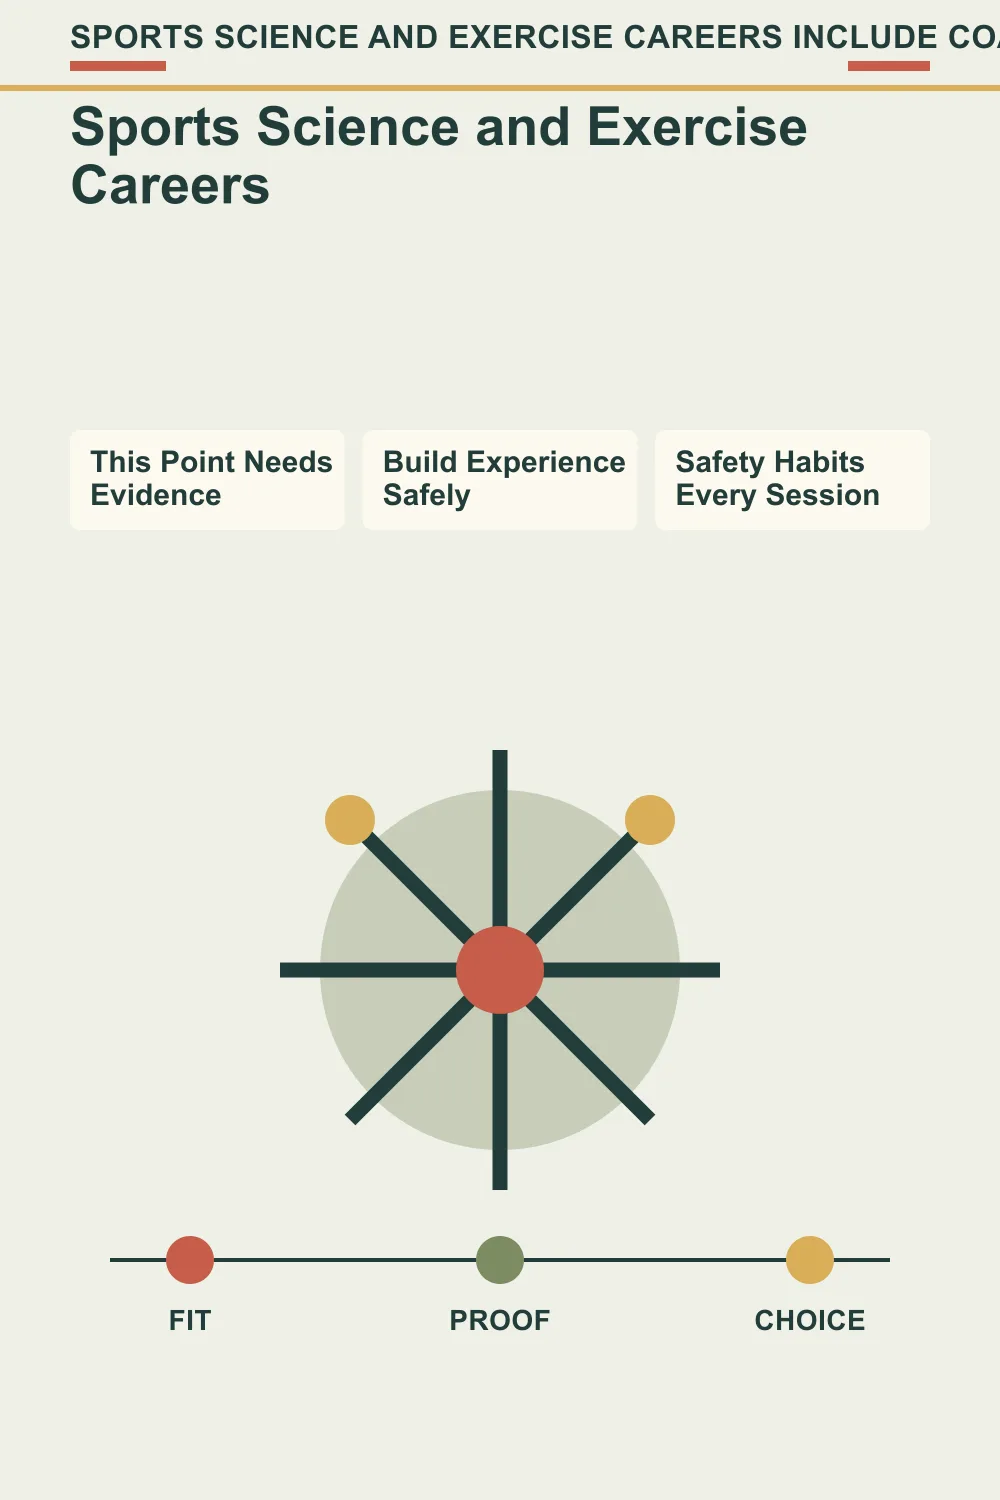 SPORTS SCIENCE AND EXERCISE CAREERS INCLUDE
Sports Science and Exercise
Careers
This Point Needs
Evidence
Build Experience
Safely
Safety Habits
Every Session
FIT
PROOF
CHOICE